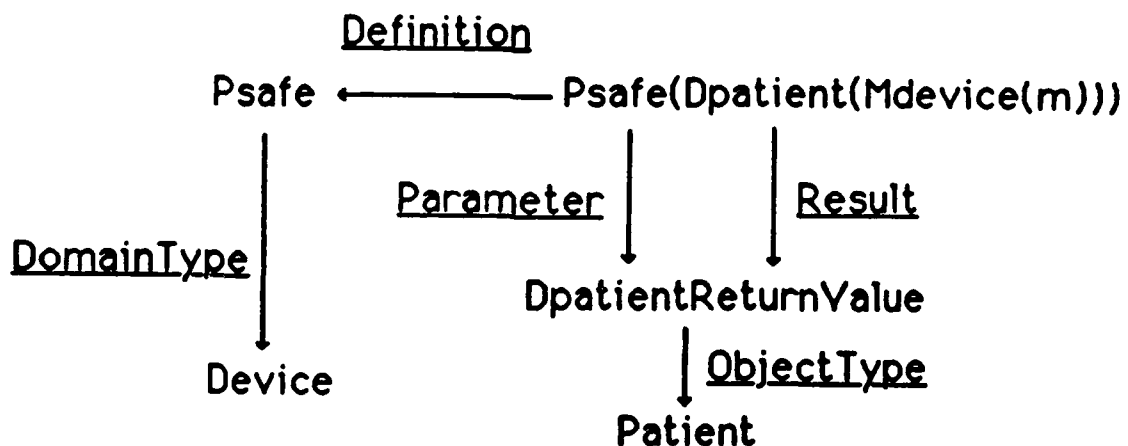 Definition
Psafe
Psafe(Dpatient(Mdevice(m)))
Parameter
Result
DomainType
DpatientReturnValue
Device
ObjectType
Patient